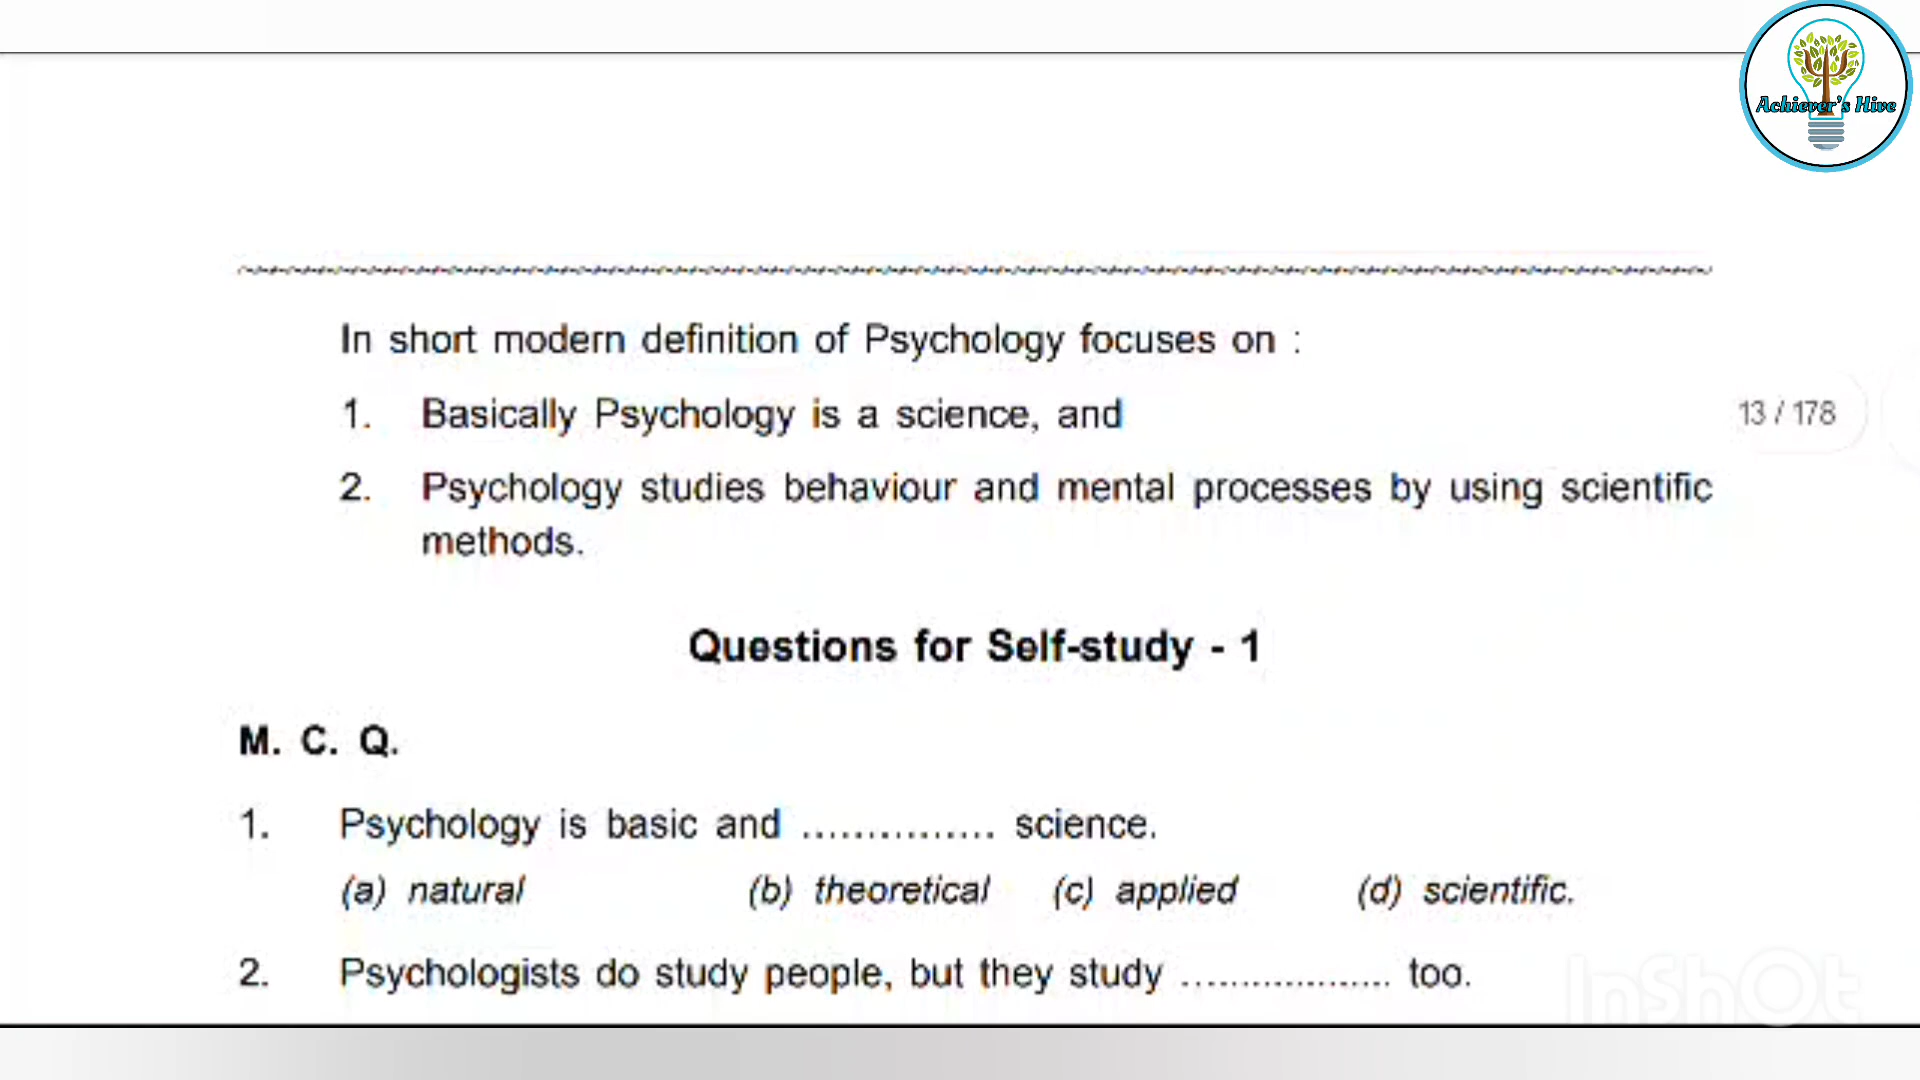 Achiever's Hive
In short modern definition of Psychology focuses on :
1. Basically Psychology is a science, and
13 / 178
2. Psychology studies behaviour and mental processes by using scientific
methods.
Questions for Self-study - 1
M. C. Q.
1. Psychology is basic and ............... science.
(a) natural (b) theoretical (c) applied (d) scientific.
2. Psychologists do study people, but they study .................. too.
InShOt